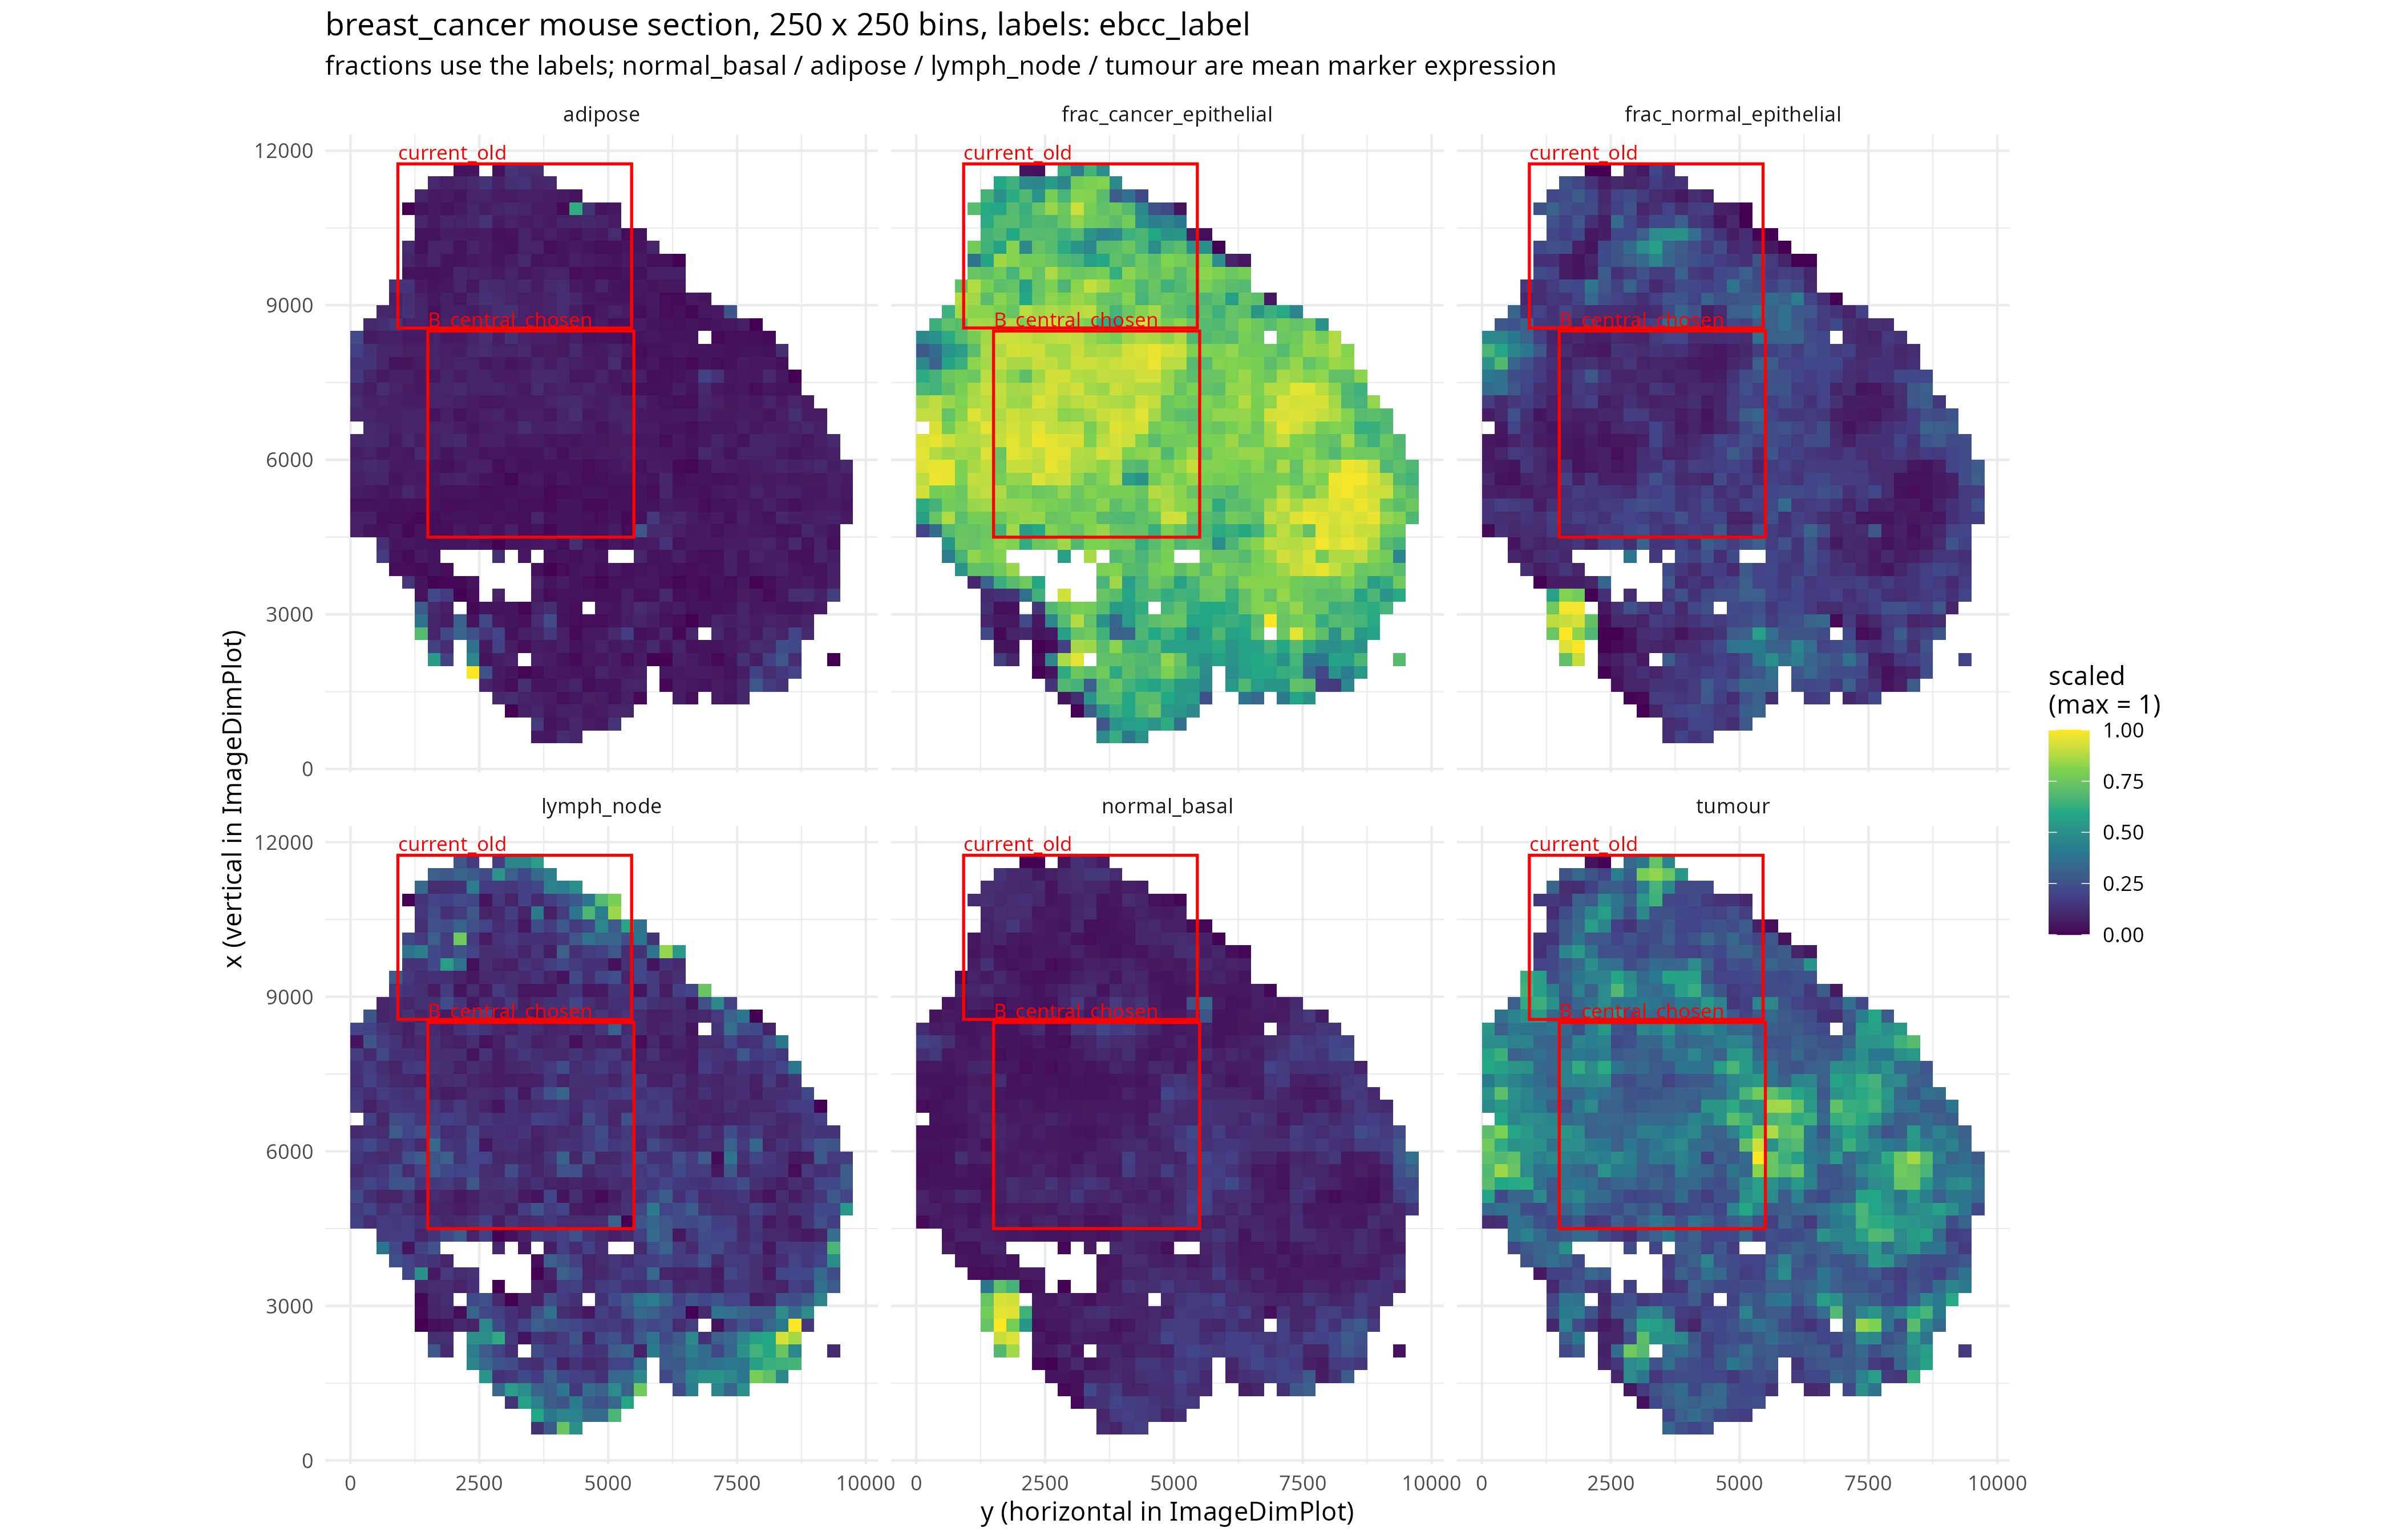 breast_cancer mouse section, 250 x 250 bins, labels: ebcc_label
fractions use the labels; normal_basal / adipose / lymph_node / tumour are mean marker expression
adipose
frac_cancer_epithelial
frac_normal_epithelial
current_old
current_old
current_old
B_central_chosen
B_central_chosen
B_central_chosen
12000
9000
6000
3000
0
lymph_node
normal_basal
tumour
current_old
current_old
current_old
B_central_chosen
B_central_chosen
B_central_chosen
12000
9000
6000
3000
0
0
2500
5000
7500
10000
0
2500
5000
7500
10000
0
2500
5000
7500
10000
x (vertical in ImageDimPlot)
y (horizontal in ImageDimPlot)
scaled
(max = 1)
1.00
0.75
0.50
0.25
0.00